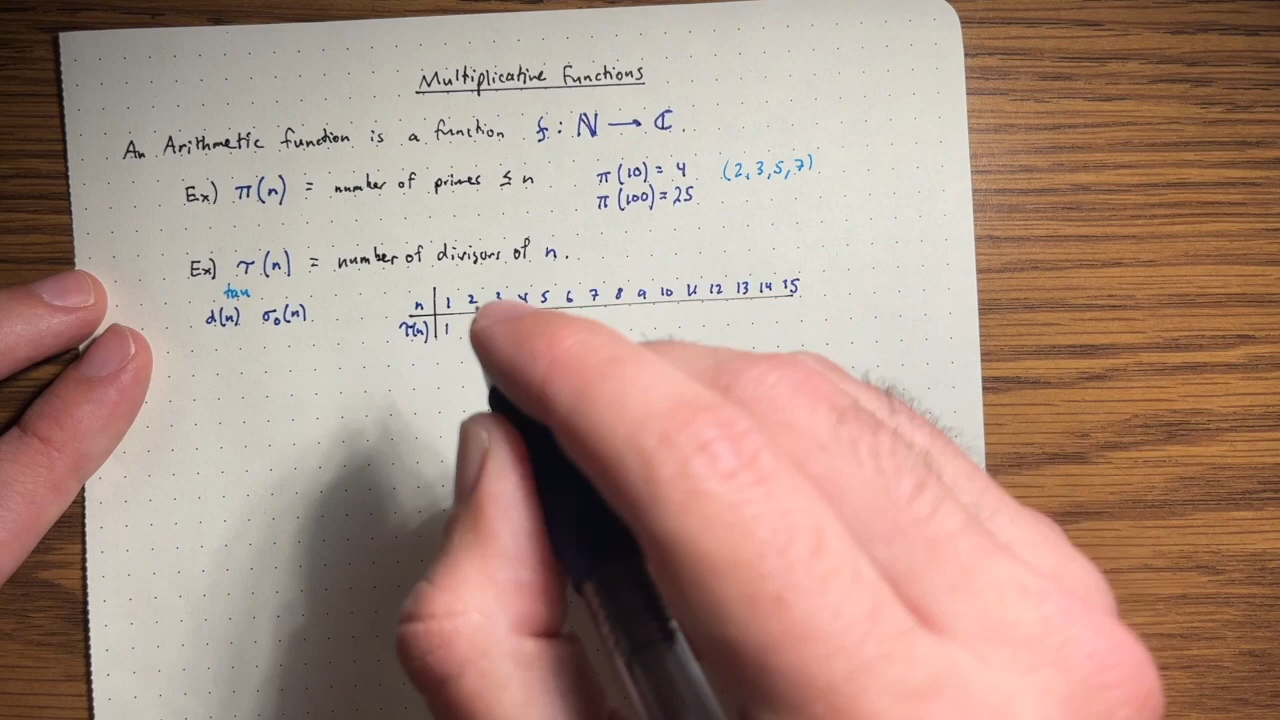 Multiplicative Functions
An Arithmetic function is a function f : ℕ → ℂ.
Ex) π(n) = number of primes ≤ n π(10) = 4 (2,3,5,7)
π(100) = 25
Ex) τ(n) = number of divisors of n.
tau
d(n) σ₀(n)
n 1 2 3 4 5 6 7 8 9 10 11 12 13 14 15
τ(n) 1